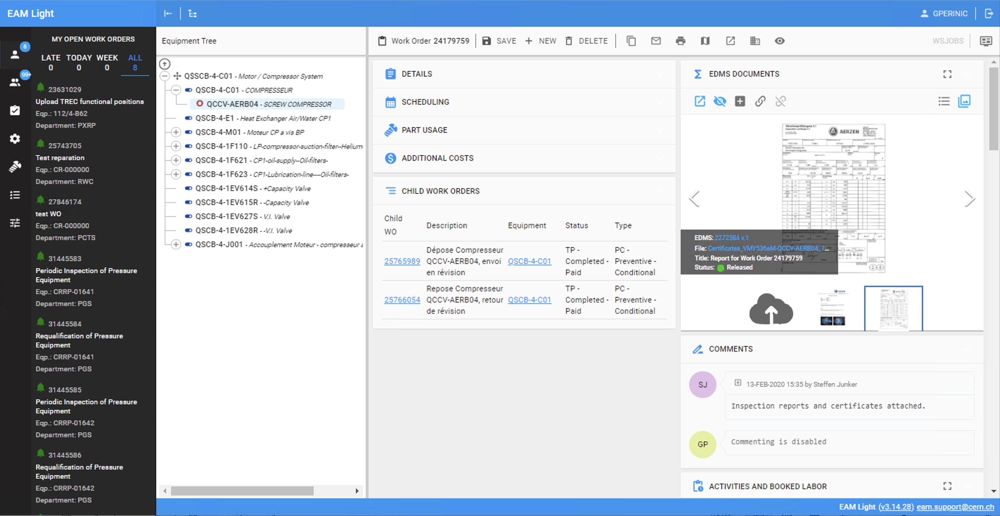 EAM Light
GPERINIC
8
MY OPEN WORK ORDERS
LATE TODAY WEEK ALL
0 0 0 8
99+
23631029
Upload TREC functional positions
Eqp.: 112/4-B62
Department: PXRP
25743705
Test reparation
Eqp.: CR-000000
Department: RWC
27846174
test WO
Eqp.: CR-000000
Department: PCTS
31445583
Periodic Inspection of Pressure
Equipment
Eqp.: CRRP-01641
Department: PGS
31445584
Requalification of Pressure
Equipment
Eqp.: CRRP-01641
Department: PGS
31445585
Periodic Inspection of Pressure
Equipment
Eqp.: CRRP-01642
Department: PGS
31445586
Requalification of Pressure
Equipment
Eqp.: CRRP-01642
Department: PGS
Equipment Tree
Q$SCB-4-C01 - Motor / Compressor System
QSCB-4-C01 - COMPRESSEUR
QCCV-AERB04 - SCREW COMPRESSOR
QSCB-4-E1 - Heat Exchanger Air/Water CP1
QSCB-4-M01 - Moteur CP a vis BP
QSCB-4-1F110 - LP-compressor-suction-filter--Helium-
QSCB-4-1F621 - CP1-oil-supply--Oil-filters-
QSCB-4-1F623 - CP1-Lubrication-line----Oil-filters-
QSCB-4-1EV614S - +Capacity Valve
QSCB-4-1EV615R - -Capacity Valve
QSCB-4-1EV627S - V.I. Valve
QSCB-4-1EV628R - -V.I. Valve
QSCB-4-J001 - Accouplement Moteur - compresseur
Work Order 24179759 SAVE NEW DELETE
WSJOBS
DETAILS
SCHEDULING
PART USAGE
ADDITIONAL COSTS
CHILD WORK ORDERS
Child
WO Description Equipment Status Type
Dépose Compresseur TP - PC -
25765989 QCCV-AERB04, envoi QSCB-4-C01 Completed - Preventive -
en révision Paid Conditional
Repose Compresseur TP - PC -
25766054 QCCV-AERB04, retour QSCB-4-C01 Completed - Preventive -
de révision Paid Conditional
EDMS DOCUMENTS
AERZEN
EDMS: 2272584 v.1
File: Certificates_VMY536aM-QCCV-AERB04_7...
Title: Report for Work Order 24179759
Status: Released
COMMENTS
SJ
13-FEB-2020 15:35 by Steffen Junker
Inspection reports and certificates attached.
GP
Commenting is disabled
ACTIVITIES AND BOOKED LABOR
EAM Light (v3.14.28) eam.support@cern.ch